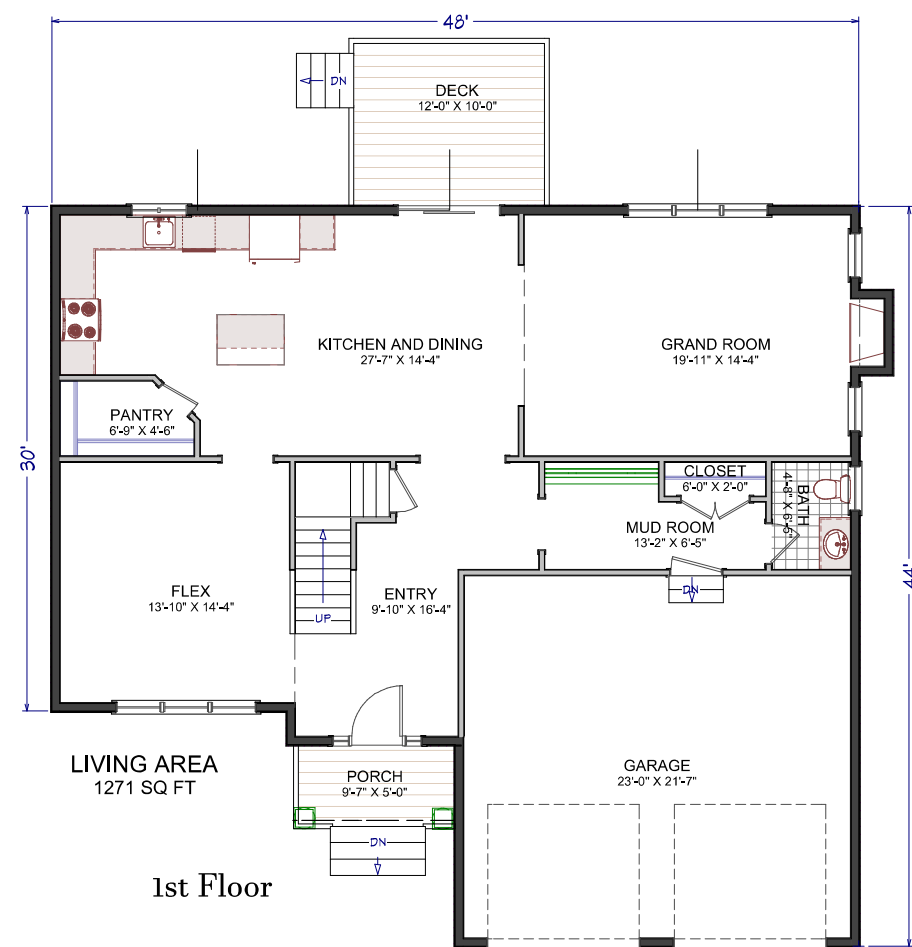 48'
DN
DECK
12'-0" X 10'-0"
KITCHEN AND DINING
27'-7" X 14'-4"
GRAND ROOM
19'-11" X 14'-4"
PANTRY
6'-9" X 4'-6"
30'
CLOSET
6'-0" X 2'-0"
BATH
4'-8" X 6'-5"
MUD ROOM
13'-2" X 6'-5"
44'
FLEX
13'-10" X 14'-4"
ENTRY
9'-10" X 16'-4"
UP
DN
LIVING AREA
1271 SQ FT
PORCH
9'-7" X 5'-0"
GARAGE
23'-0" X 21'-7"
DN
1st Floor